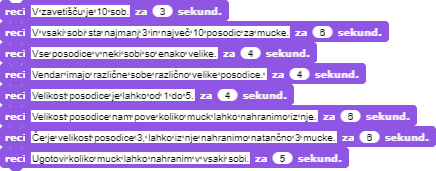 reci V zavetišču je 10 sob. za 3 sekund.
reci V vsaki sobi sta najmanj 3 in največ 10 posodic za mucke. za 6 sekund.
reci Vse posodice v neki sobi so enako velike. za 4 sekund.
reci Vendar imajo različne sobe različno velike posodice. za 4 sekund.
reci Velikost posodice je lahko od 1 do 5. za 4 sekund.
reci Velikost posodice nam pove koliko muck lahko nahranimo iz nje. za 6 sekund.
reci Če je velikost posodice 3, lahko iz nje nahranimo natančno 3 mucke. za 6 sekund.
reci Ugotovi koliko muck lahko nahranim v vsaki sobi. za 5 sekund.